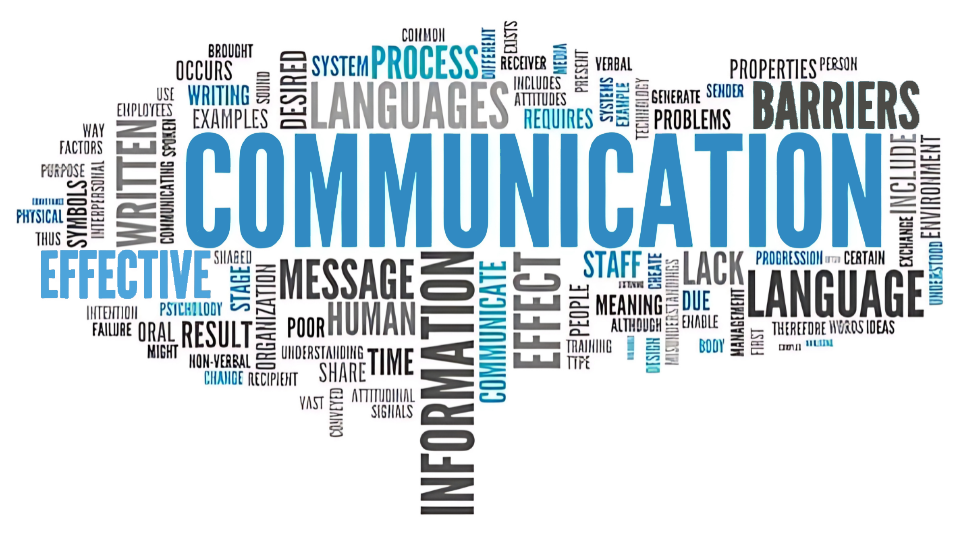 COMMON
EXISTS
DIFFERENT
BROUGHT
OCCURS
SOUND
DESIRED
SYSTEM
PROCESS
RECEIVER
MEDIA
PRESENT
VERBAL
PROPERTIES
PERSON
USE
WRITING
LANGUAGES
INCLUDES
ATTITUDES
SYSTEMS
EXAMPLE
TECHNOLOGY
GENERATE
SENDER
BARRIERS
EMPLOYEES
EXAMPLES
REQUIRES
PROBLEMS
WAY
FACTORS
WRITTEN
COMMUNICATING
SPOKEN
COMMUNICATION
INCLUDE
ENVIRONMENT
PURPOSE
SYMBOLS
INTERPERSONAL
PHYSICAL
THUS
EXCHANGE
UNDERSTOOD
EFFECTIVE
SHARED
STAGE
ORGANIZATION
MESSAGE
INFORMATION
COMMUNICATE
EFFECT
STAFF
CREATE
MISUNDERSTANDINGS
LACK
PROGRESSION
OFTEN
CERTAIN
LISTENING
PSYCHOLOGY
PEOPLE
MEANING
DUE
MANAGEMENT
LANGUAGE
INTENTION
FAILURE
ORAL
RESULT
POOR
HUMAN
ALTHOUGH
ENABLE
THEREFORE
WORDS
IDEAS
MIGHT
NON-VERBAL
UNDERSTANDING
TIME
TRAINING
DESIGN
BODY
FIRST
TYPE
CHANGE
RECIPIENT
SHARE
VAST
CONVEYED
ATTITUDINAL
SIGNALS